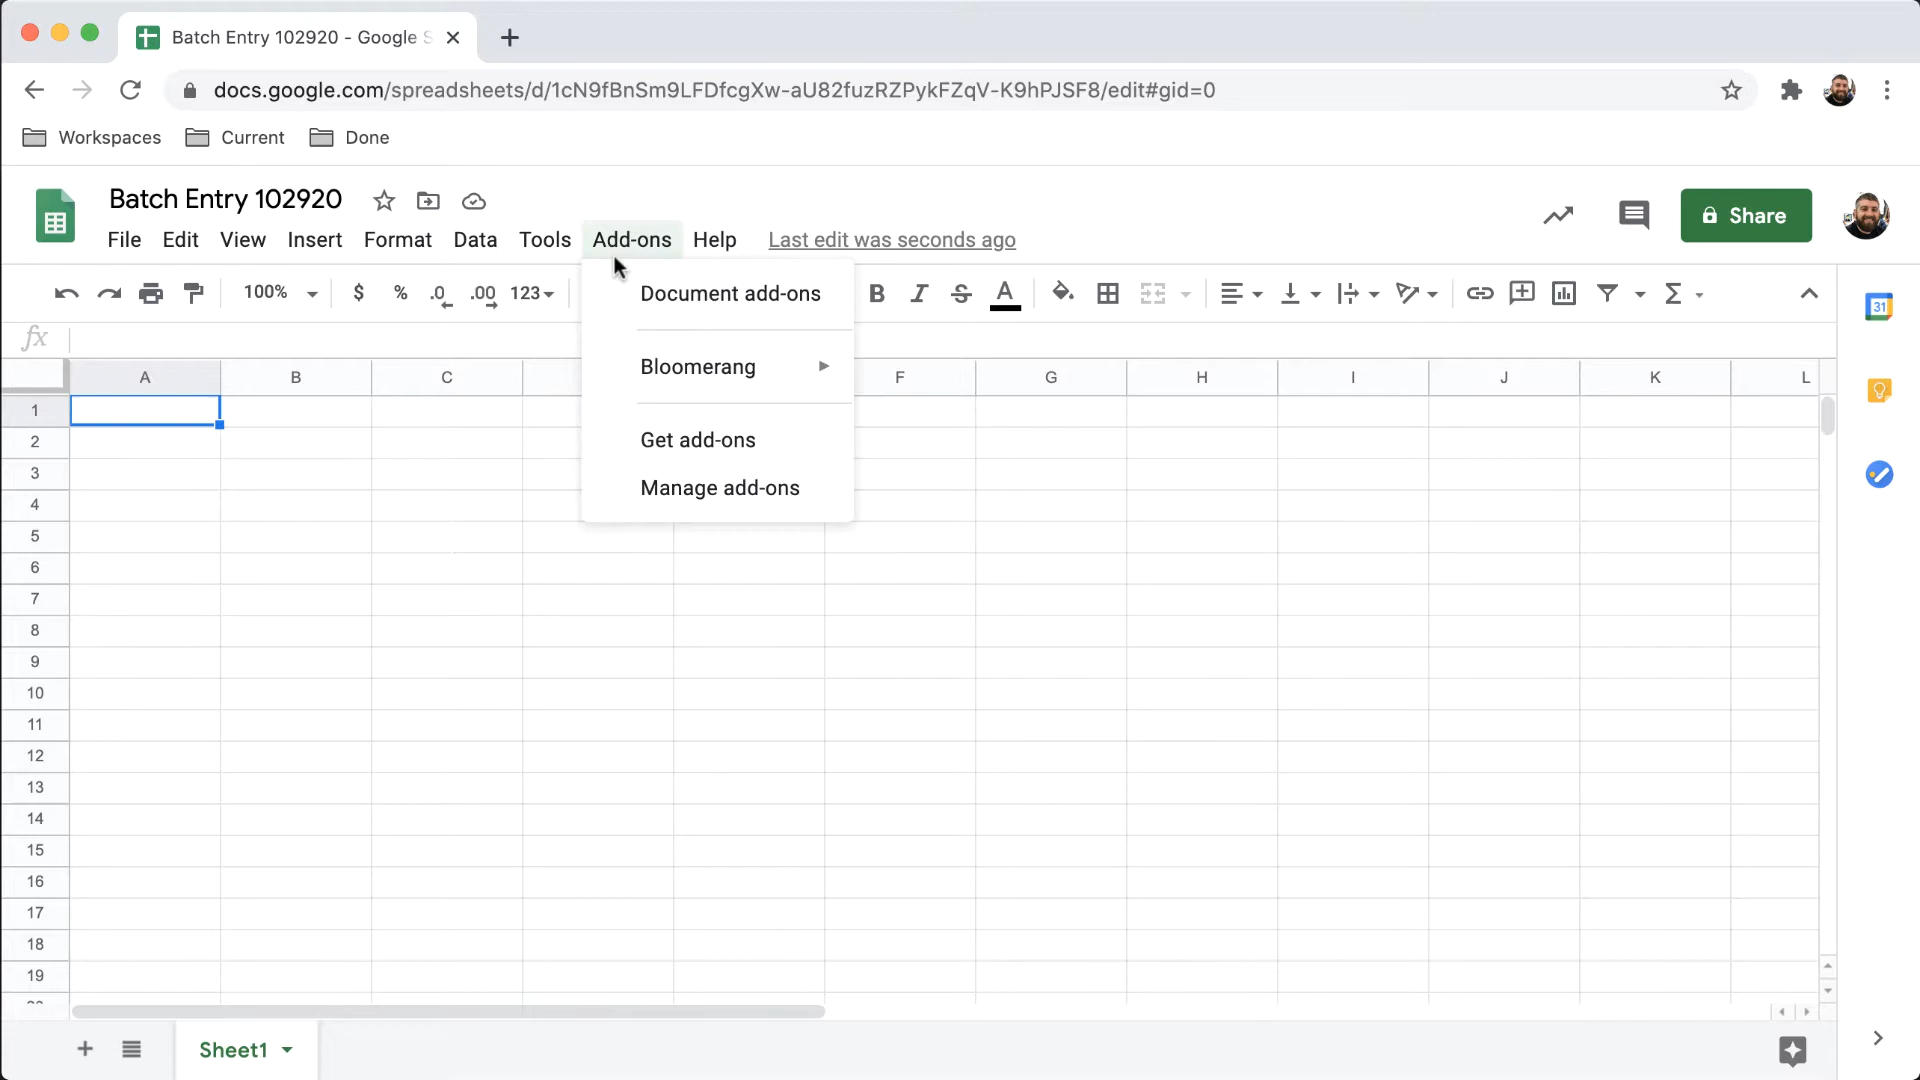 Batch Entry 102920 - Google S
docs.google.com/spreadsheets/d/1cN9fBnSm9LFDfcgXw-aU82fuzRZPykFZqV-K9hPJSF8/edit#gid=0
Workspaces Current Done
Batch Entry 102920
File Edit View Insert Format Data Tools Add-ons Help Last edit was seconds ago
Share
100% $ % .0 .00 123 B I S A Σ
31
fx
Document add-ons
Bloomerang
Get add-ons
Manage add-ons
A B C F G H I J K L
1
2
3
4
5
6
7
8
9
10
11
12
13
14
15
16
17
18
19
Sheet1